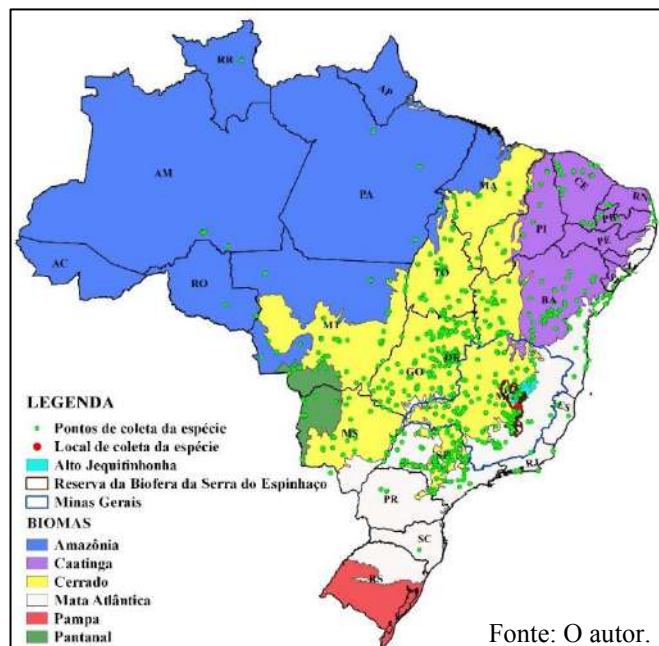 RR
AP
AM
PA
MA
CE
RN
PB
PI
PE
AC
TO
RO
BA
MT
DF
GO
MG
ES
MS
SP
RJ
PR
SC
RS
LEGENDA
Pontos de coleta da espécie
Local de coleta da espécie
Alto Jequitinhonha
Reserva da Biofera da Serra do Espinhaço
Minas Gerais
BIOMAS
Amazônia
Caatinga
Cerrado
Mata Atlântica
Pampa
Pantanal
Fonte: O autor.